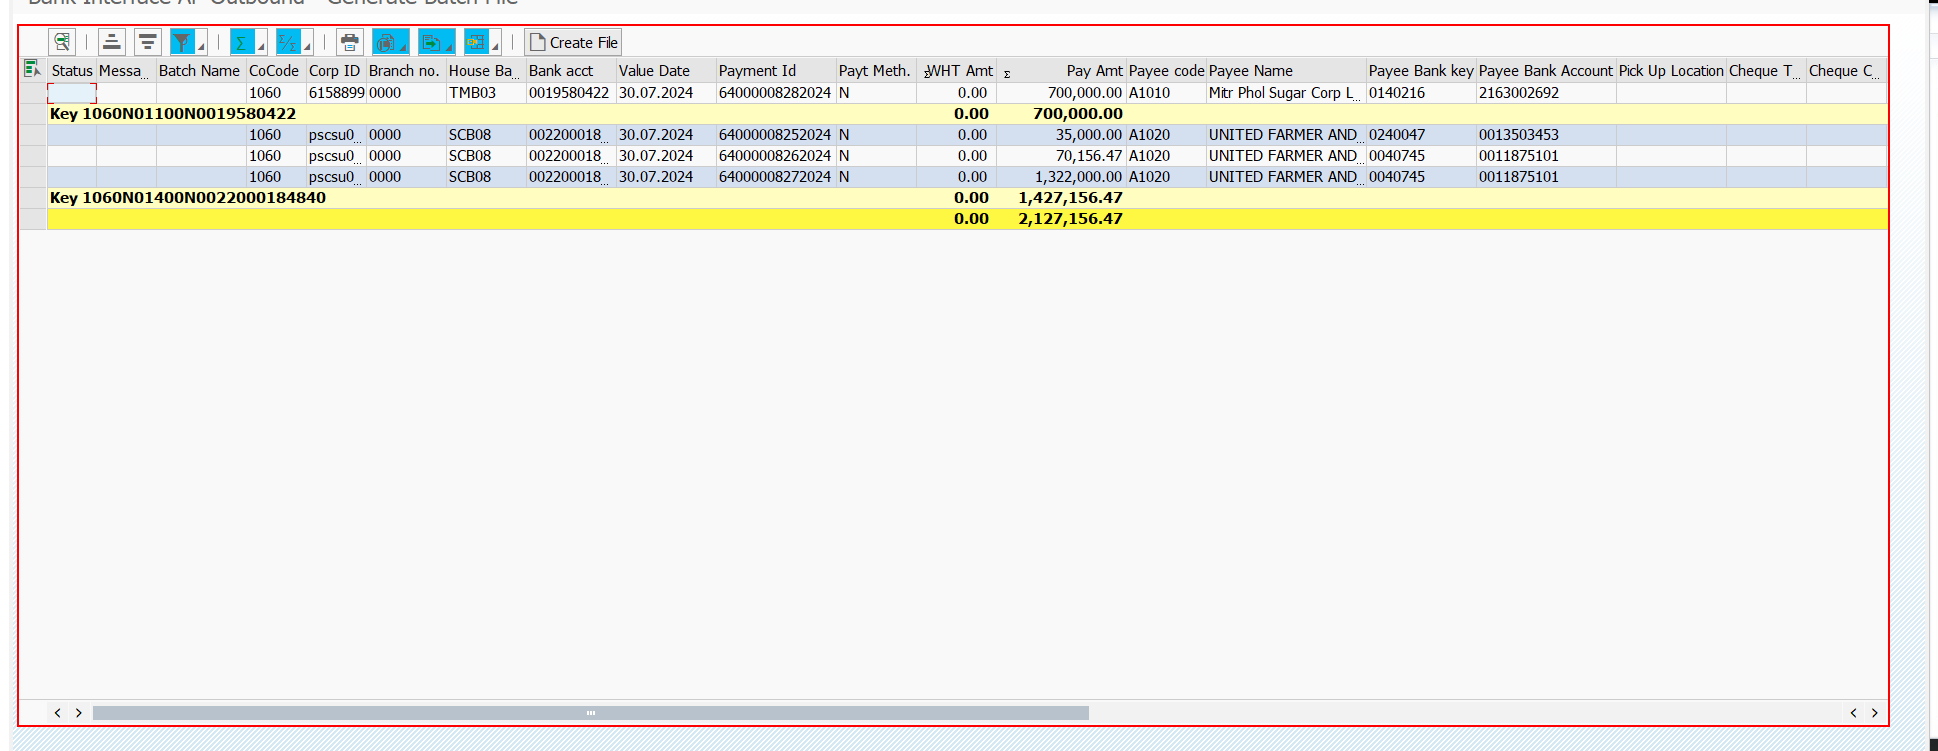 Bank Interface AP Outbound - Generate Batch File
Create File
Status Messa... Batch Name CoCode Corp ID Branch no. House Ba... Bank acct Value Date Payment Id Payt Meth. Σ WHT Amt Σ Pay Amt Payee code Payee Name Payee Bank key Payee Bank Account Pick Up Location Cheque T... Cheque C...
1060 6158899 0000 TMB03 0019580422 30.07.2024 64000008282024 N 0.00 700,000.00 A1010 Mitr Phol Sugar Corp L... 0140216 2163002692
Key 1060N01100N0019580422 0.00 700,000.00
1060 pscsu0... 0000 SCB08 002200018... 30.07.2024 64000008252024 N 0.00 35,000.00 A1020 UNITED FARMER AND... 0240047 0013503453
1060 pscsu0... 0000 SCB08 002200018... 30.07.2024 64000008262024 N 0.00 70,156.47 A1020 UNITED FARMER AND... 0040745 0011875101
1060 pscsu0... 0000 SCB08 002200018... 30.07.2024 64000008272024 N 0.00 1,322,000.00 A1020 UNITED FARMER AND... 0040745 0011875101
Key 1060N01400N0022000184840 0.00 1,427,156.47
0.00 2,127,156.47